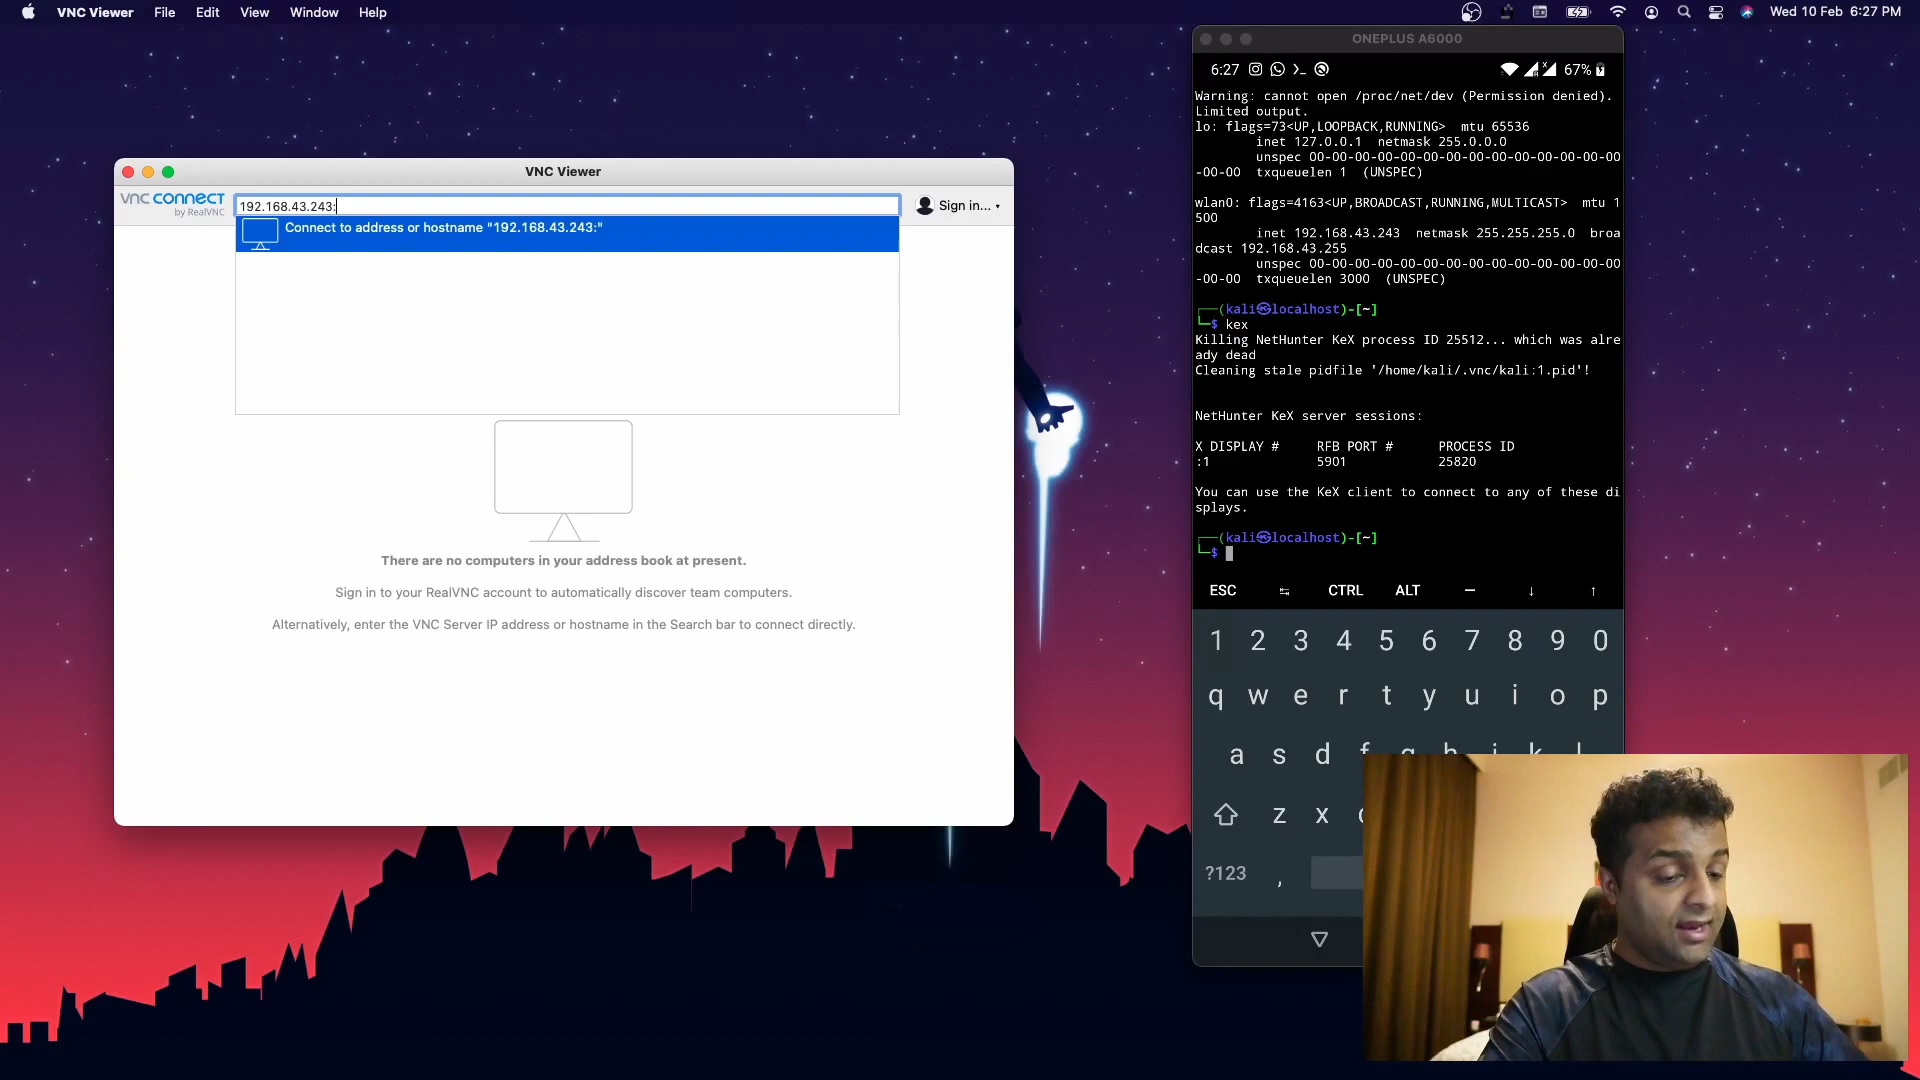 VNC Viewer File Edit View Window Help
Wed 10 Feb 6:27 PM
VNC Viewer
vnc connect
by RealVNC
192.168.43.243:
Sign in...
Connect to address or hostname "192.168.43.243:"
There are no computers in your address book at present.
Sign in to your RealVNC account to automatically discover team computers.
Alternatively, enter the VNC Server IP address or hostname in the Search bar to connect directly.
ONEPLUS A6000
6:27 67%
Warning: cannot open /proc/net/dev (Permission denied).
Limited output.
lo: flags=73<UP,LOOPBACK,RUNNING> mtu 65536
inet 127.0.0.1 netmask 255.0.0.0
unspec 00-00-00-00-00-00-00-00-00-00-00-00-00-00
-00-00 txqueuelen 1 (UNSPEC)
wlan0: flags=4163<UP,BROADCAST,RUNNING,MULTICAST> mtu 1
500
inet 192.168.43.243 netmask 255.255.255.0 broa
dcast 192.168.43.255
unspec 00-00-00-00-00-00-00-00-00-00-00-00-00-00
-00-00 txqueuelen 3000 (UNSPEC)
┌──(kali㉿localhost)-[~]
└─$ kex
Killing NetHunter KeX process ID 25512... which was alre
ady dead
Cleaning stale pidfile '/home/kali/.vnc/kali:1.pid'!
NetHunter KeX server sessions:
X DISPLAY # RFB PORT # PROCESS ID
:1 5901 25820
You can use the KeX client to connect to any of these di
splays.
┌──(kali㉿localhost)-[~]
└─$
ESC CTRL ALT – ↓ ↑
1 2 3 4 5 6 7 8 9 0
q w e r t y u i o p
a s d f g h j k l
z x c
?123 ,